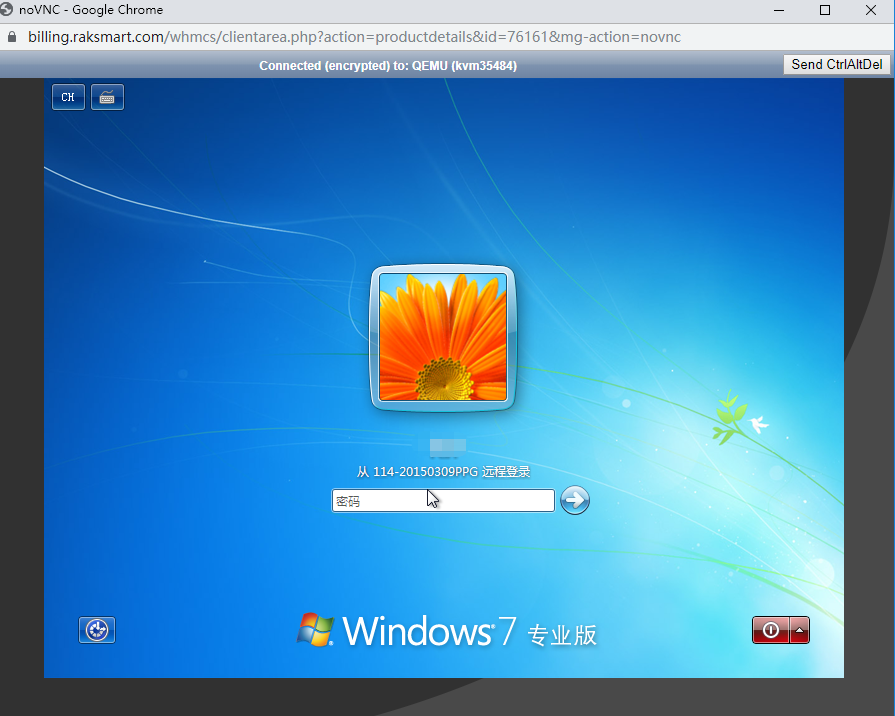 noVNC - Google Chrome
billing.raksmart.com/whmcs/clientarea.php?action=productdetails&id=76161&mg-action=novnc
Connected (encrypted) to: QEMU (kvm35484)
Send CtrlAltDel
CH
从 114-20150309PPG 远程登录
密码
Windows 7 专业版